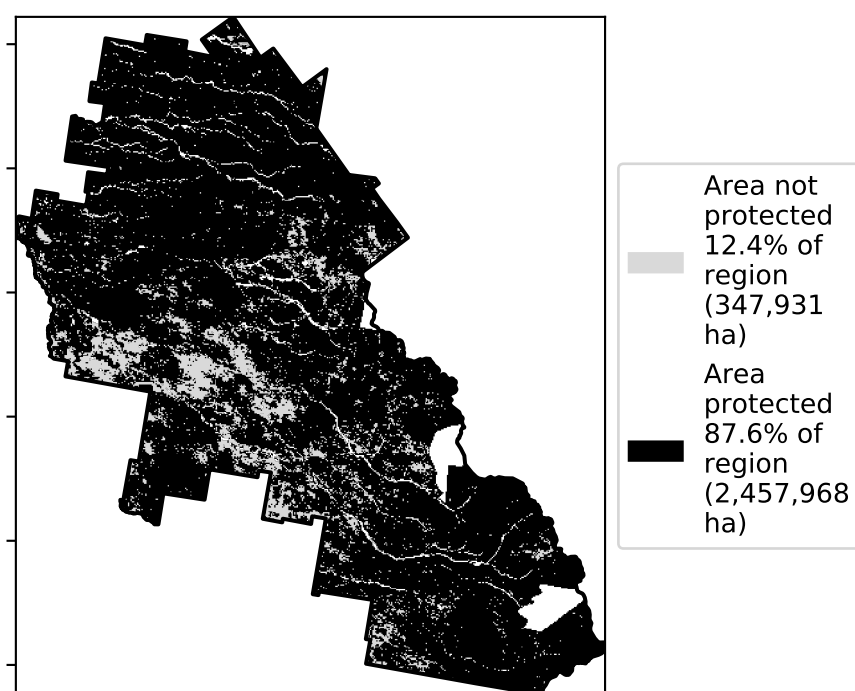 Area not
protected
12.4% of
region
(347,931
ha)
Area
protected
87.6% of
region
(2,457,968
ha)